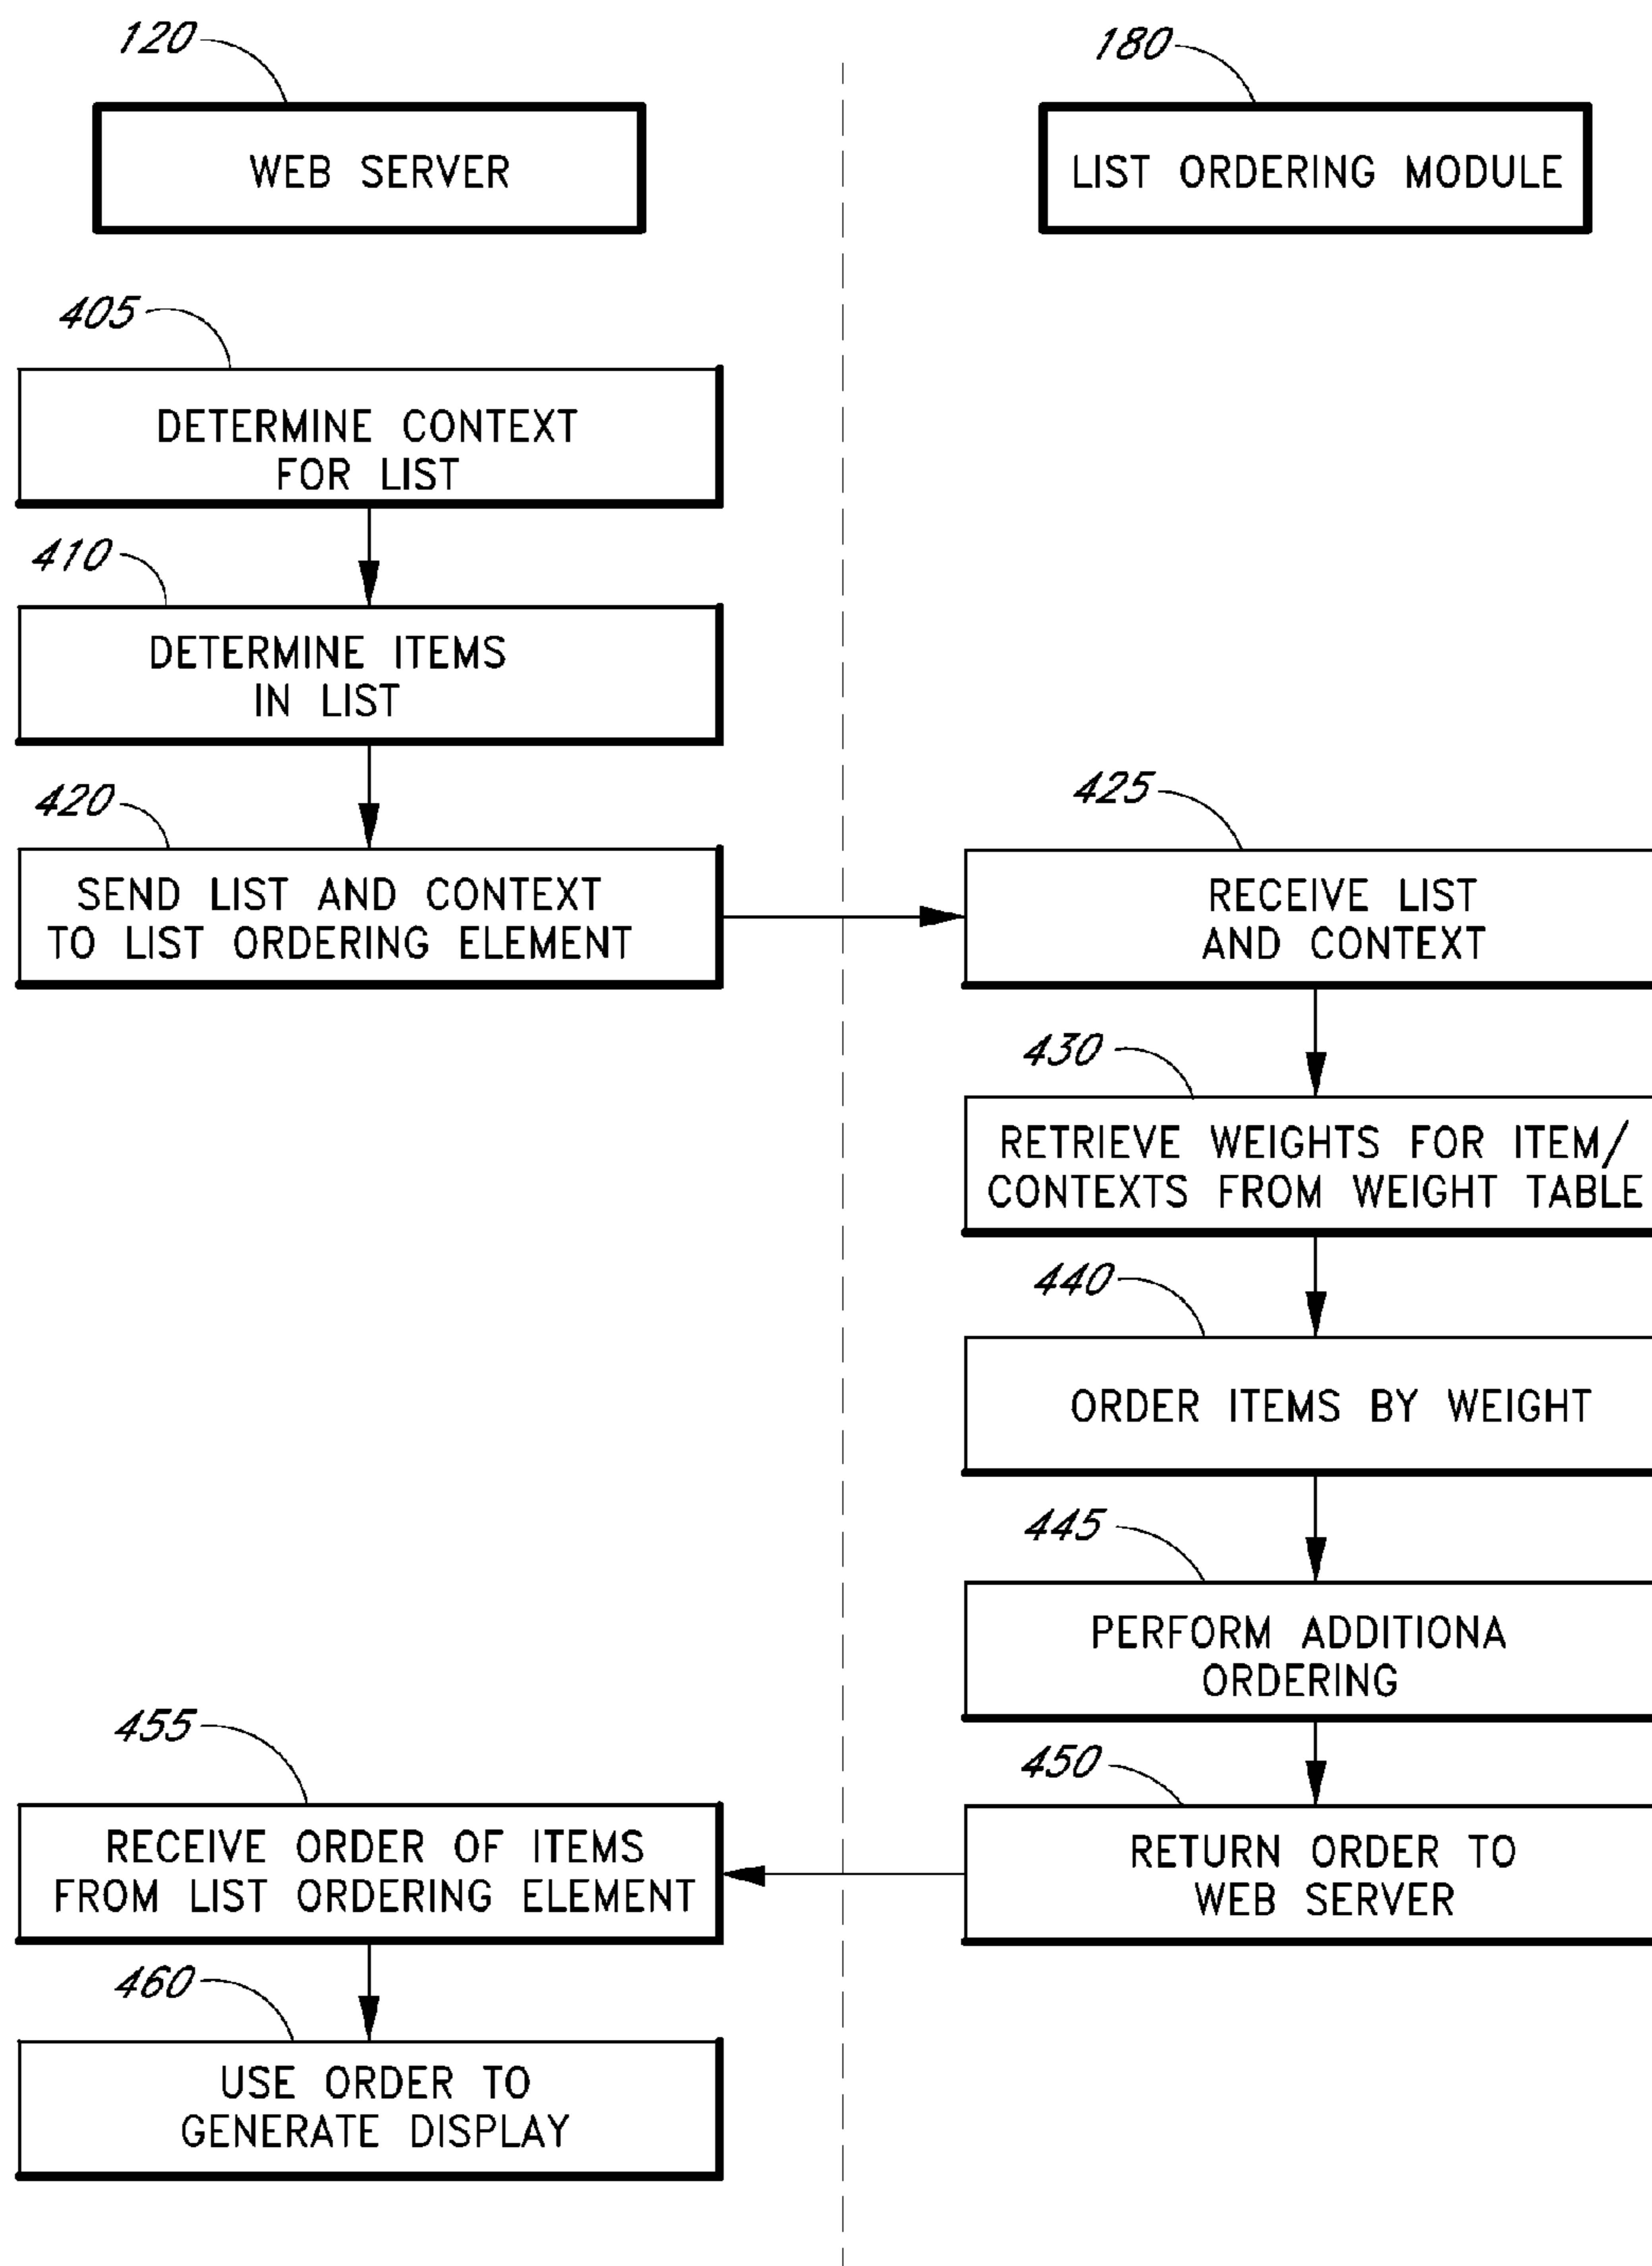 120
WEB SERVER
180
LIST ORDERING MODULE
405
DETERMINE CONTEXT
FOR LIST
410
DETERMINE ITEMS
IN LIST
420
SEND LIST AND CONTEXT
TO LIST ORDERING ELEMENT
425
RECEIVE LIST
AND CONTEXT
430
RETRIEVE WEIGHTS FOR ITEM/
CONTEXTS FROM WEIGHT TABLE
440
ORDER ITEMS BY WEIGHT
445
PERFORM ADDITIONA
ORDERING
450
RETURN ORDER TO
WEB SERVER
455
RECEIVE ORDER OF ITEMS
FROM LIST ORDERING ELEMENT
460
USE ORDER TO
GENERATE DISPLAY